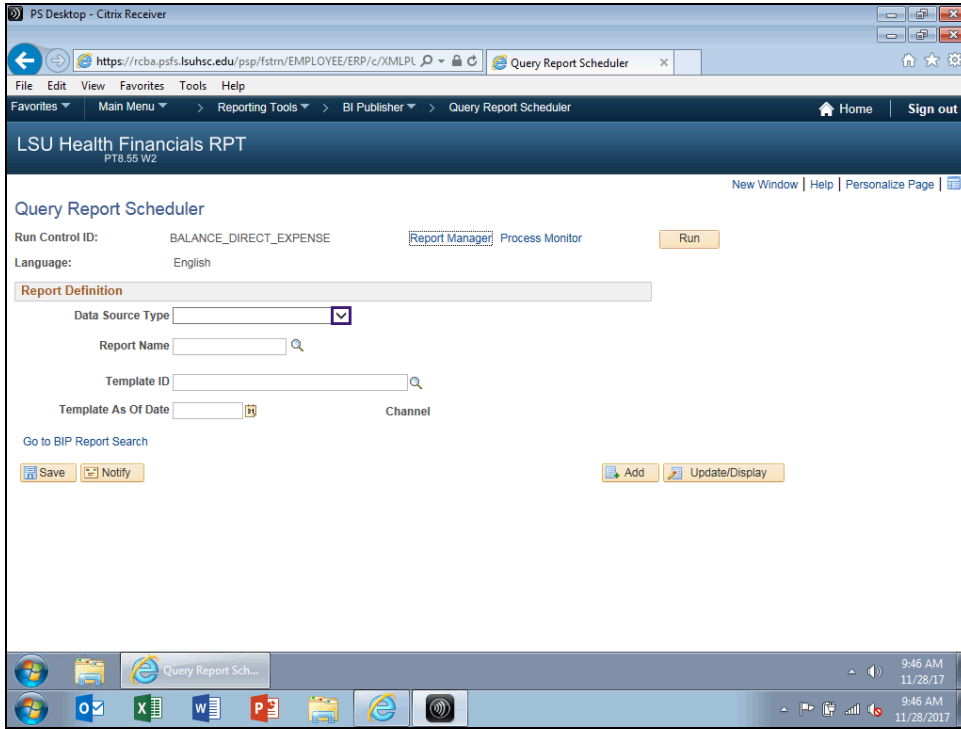 PS Desktop - Citrix Receiver
https://rcba.psfs.lsuhsc.edu/psp/fstrn/EMPLOYEE/ERP/c/XMLPL
Query Report Scheduler
File Edit View Favorites Tools Help
Favorites Main Menu > Reporting Tools > BI Publisher > Query Report Scheduler Home Sign out
LSU Health Financials RPT
PT8.55 W2
New Window | Help | Personalize Page |
Query Report Scheduler
Run Control ID: BALANCE_DIRECT_EXPENSE Report Manager Process Monitor Run
Language: English
Report Definition
Data Source Type
Report Name
Template ID
Template As Of Date Channel
Go to BIP Report Search
Save Notify Add Update/Display
Query Report Sch...
9:46 AM
11/28/17
9:46 AM
11/28/2017